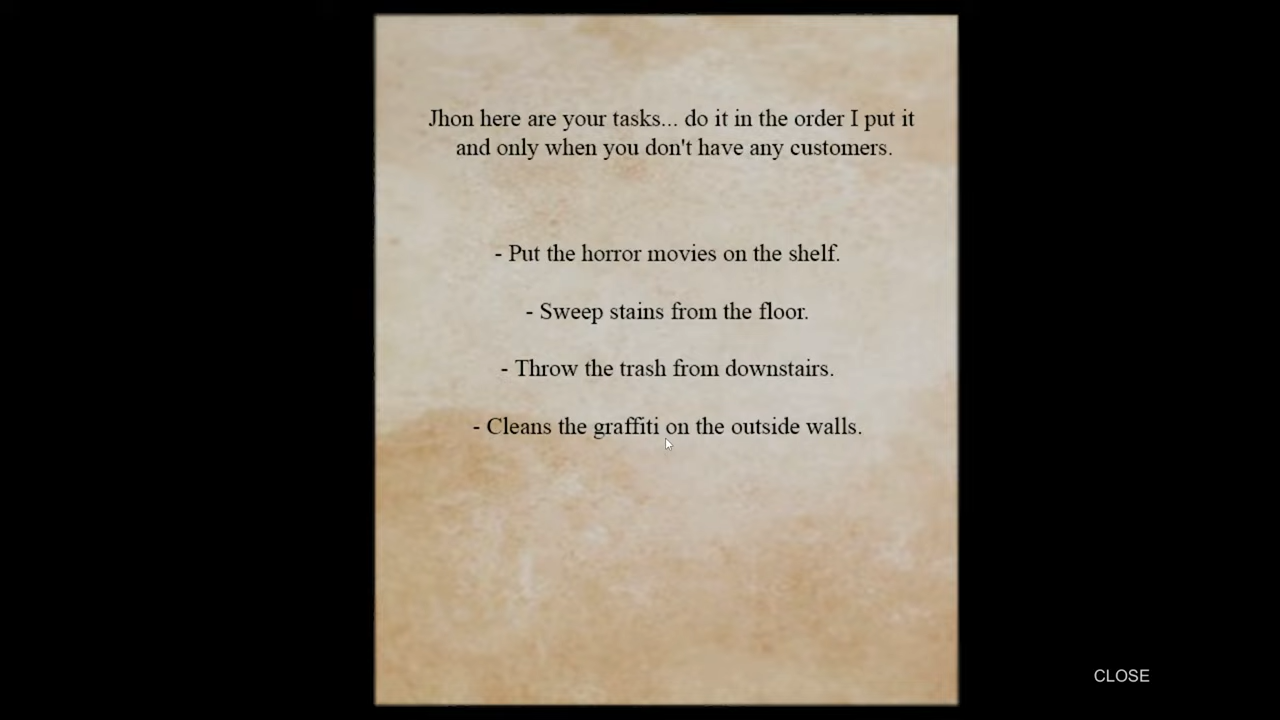 Jhon here are your tasks... do it in the order I put it
and only when you don't have any customers.
- Put the horror movies on the shelf.
- Sweep stains from the floor.
- Throw the trash from downstairs.
- Cleans the graffiti on the outside walls.
CLOSE